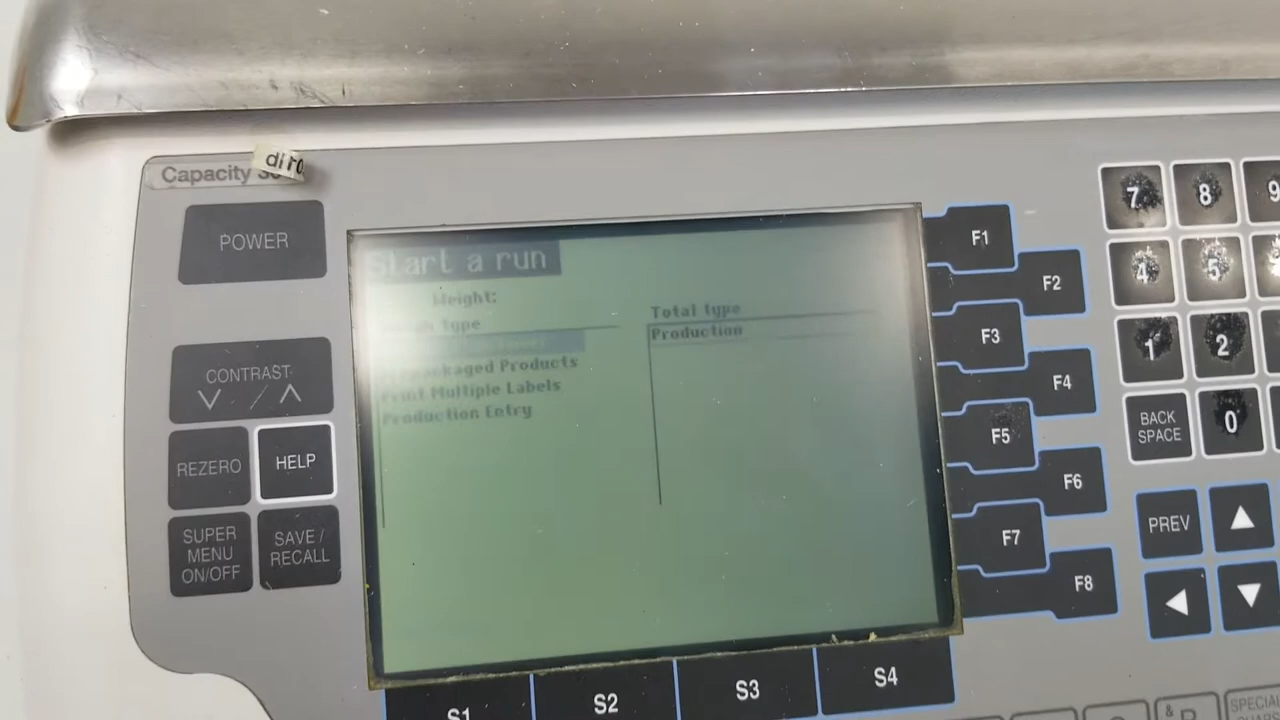 Capacity
POWER
CONTRAST
REZERO
HELP
SUPER
MENU
ON/OFF
SAVE /
RECALL
Start a run
Weight:
type
Products
Print Multiple Labels
Production Entry
Total type
Production
F1
F2
F3
F4
F5
F6
F7
F8
S1
S2
S3
S4
7
8
9
4
5
1
2
BACK
SPACE
0
PREV
&